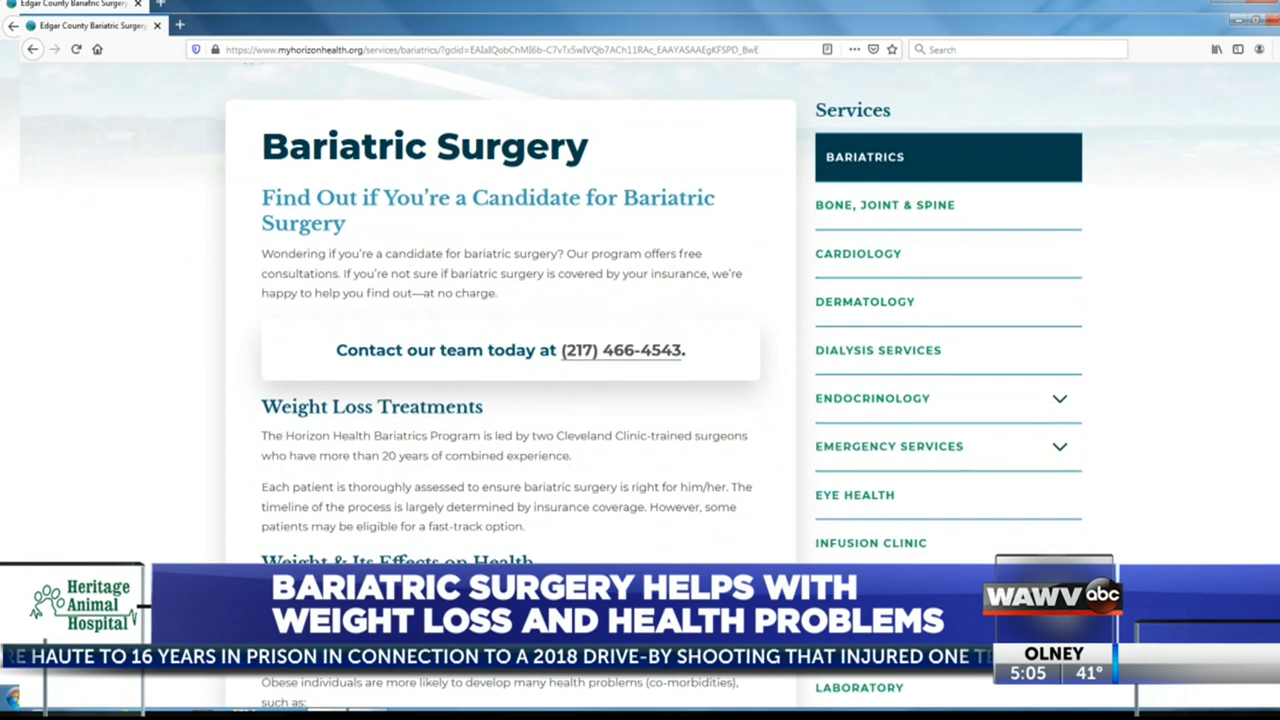 Edgar County Bariatric Surgery
Edgar County Bariatric Surgery
https://www.myhorizonhealth.org/services/bariatrics/?gclid=
Search
Bariatric Surgery
Find Out if You're a Candidate for Bariatric
Surgery
Wondering if you're a candidate for bariatric surgery? Our program offers free
consultations. If you're not sure if bariatric surgery is covered by your insurance, we're
happy to help you find out—at no charge.
Contact our team today at (217) 466-4543.
Weight Loss Treatments
The Horizon Health Bariatrics Program is led by two Cleveland Clinic-trained surgeons
who have more than 20 years of combined experience.
Each patient is thoroughly assessed to ensure bariatric surgery is right for him/her. The
timeline of the process is largely determined by insurance coverage. However, some
patients may be eligible for a fast-track option.
Weight & Its Effects on Health
Obese individuals are more likely to develop many health problems (co-morbidities),
such as:
Services
BARIATRICS
BONE, JOINT & SPINE
CARDIOLOGY
DERMATOLOGY
DIALYSIS SERVICES
ENDOCRINOLOGY
EMERGENCY SERVICES
EYE HEALTH
INFUSION CLINIC
LABORATORY
Heritage
Animal
Hospital
BARIATRIC SURGERY HELPS WITH
WEIGHT LOSS AND HEALTH PROBLEMS
WAWV abc
RE HAUTE TO 16 YEARS IN PRISON IN CONNECTION TO A 2018 DRIVE-BY SHOOTING THAT INJURED ONE TE
OLNEY
5:05 41°